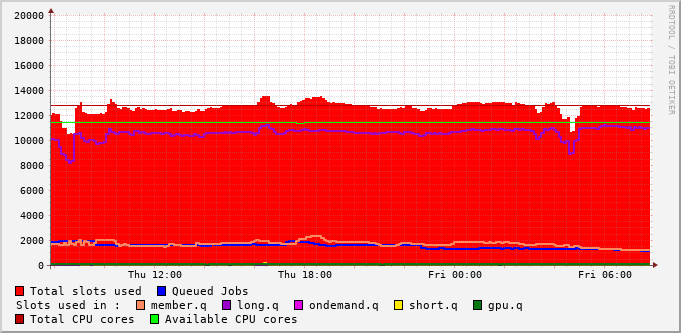 RRDTOOL / TOBI OETIKER
20000
18000
16000
14000
12000
10000
8000
6000
4000
2000
0
Thu 12:00 Thu 18:00 Fri 00:00 Fri 06:00
Total slots used Queued Jobs
Slots used in : member.q long.q ondemand.q short.q gpu.q
Total CPU cores Available CPU cores